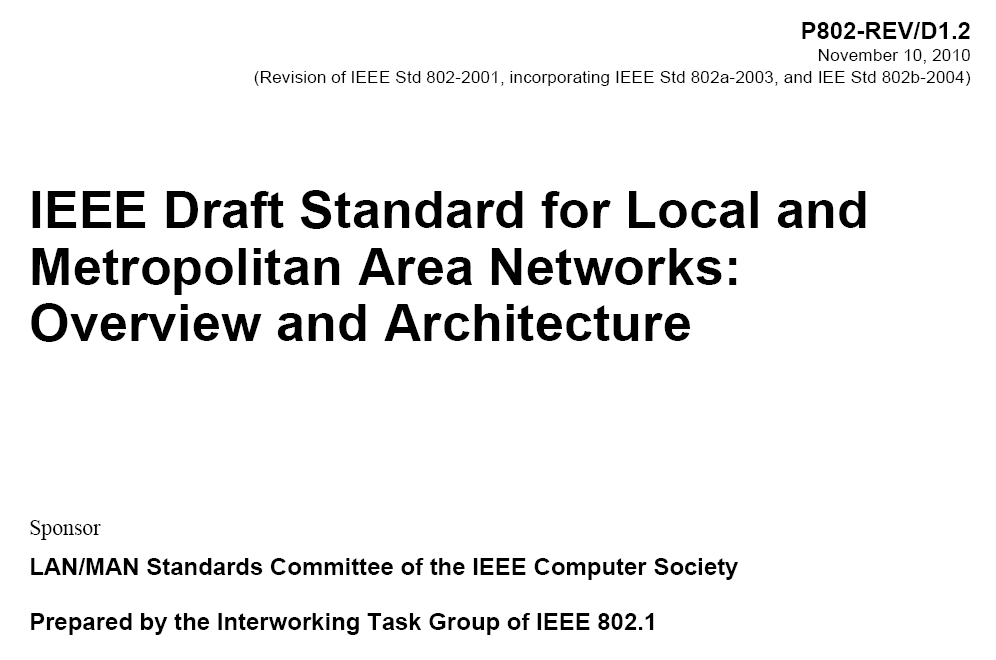 P802-REV/D1.2
November 10, 2010
(Revision of IEEE Std 802-2001, incorporating IEEE Std 802a-2003, and IEE Std 802b-2004)
IEEE Draft Standard for Local and
Metropolitan Area Networks:
Overview and Architecture
Sponsor
LAN/MAN Standards Committee of the IEEE Computer Society
Prepared by the Interworking Task Group of IEEE 802.1